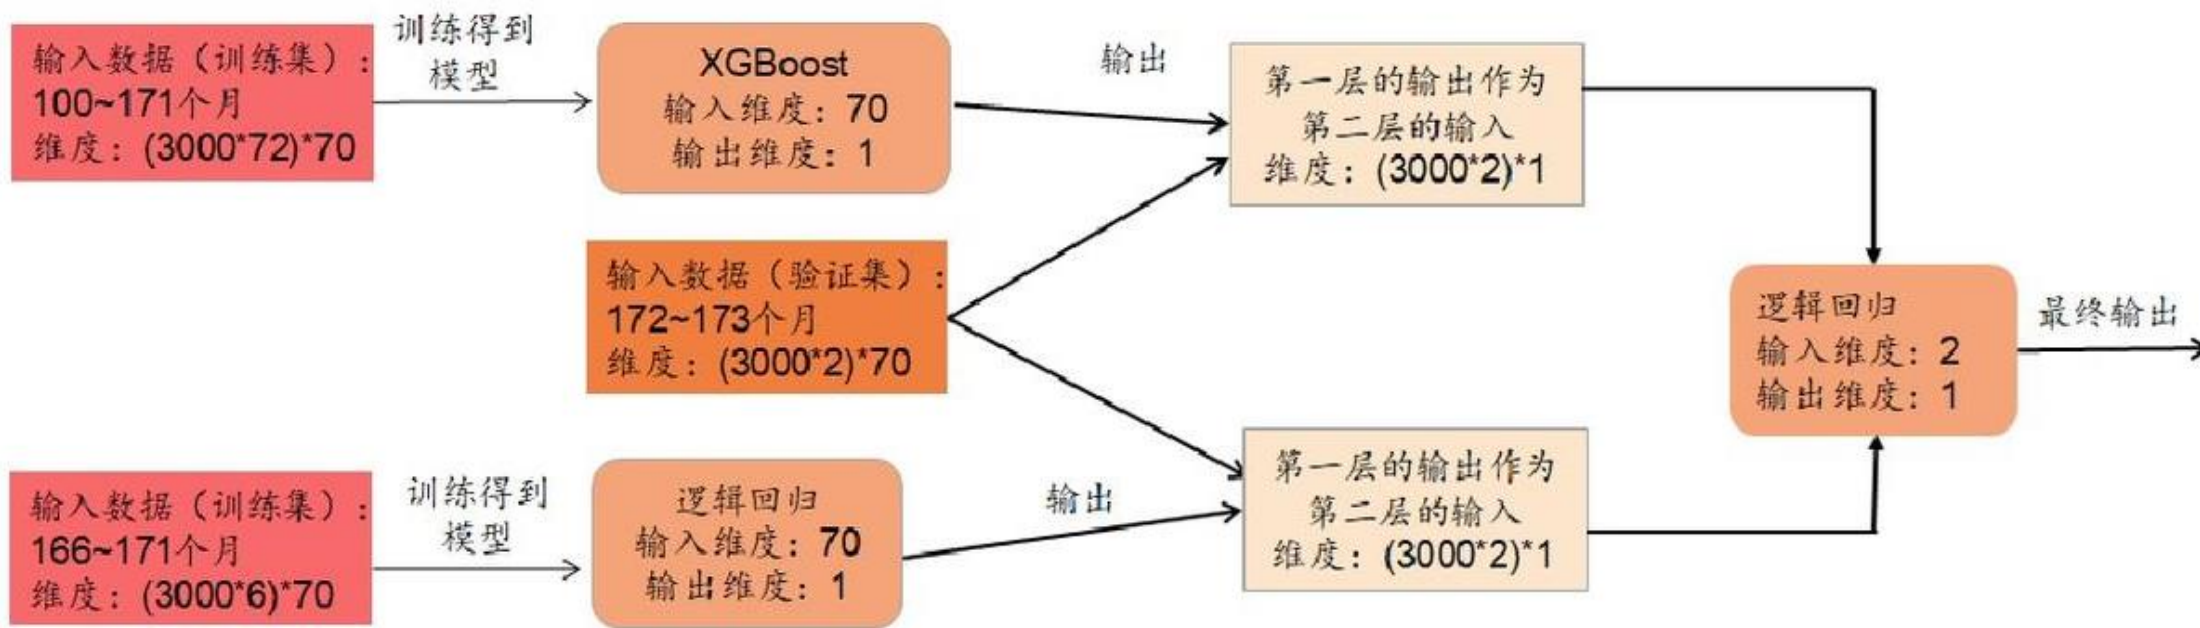 输入数据（训练集）:
100~171个月
维度: (3000*72)*70
训练得到
模型
XGBoost
输入维度: 70
输出维度: 1
输出
第一层的输出作为
第二层的输入
维度: (3000*2)*1
输入数据（验证集）:
172~173个月
维度: (3000*2)*70
逻辑回归
输入维度: 2
输出维度: 1
最终输出
输入数据（训练集）:
166~171个月
维度: (3000*6)*70
训练得到
模型
逻辑回归
输入维度: 70
输出维度: 1
输出
第一层的输出作为
第二层的输入
维度: (3000*2)*1